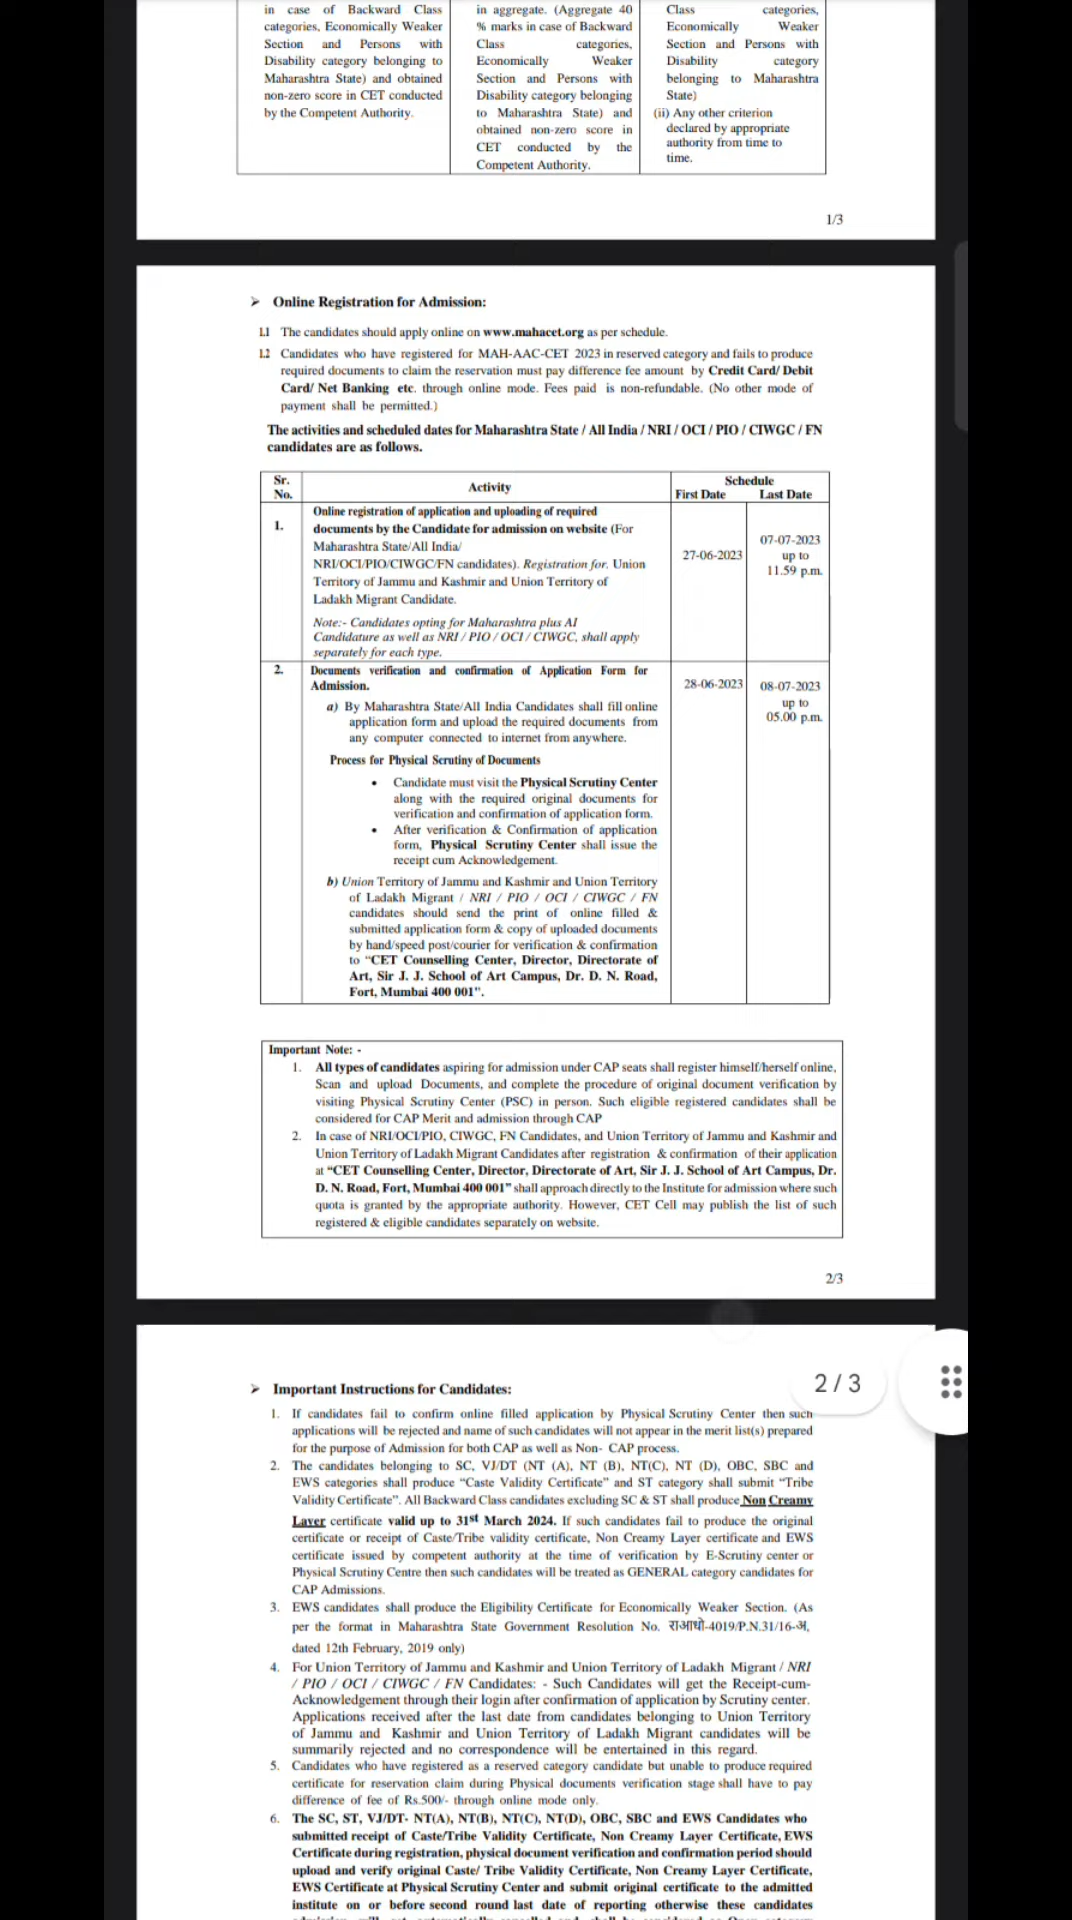 in case of Backward Class
categories, Economically Weaker
Section and Persons with
Disability category belonging to
Maharashtra State) and obtained
non-zero score in CET conducted
by the Competent Authority.
in aggregate. (Aggregate 40
% marks in case of Backward
Class categories,
Economically Weaker
Section and Persons with
Disability category belonging
to Maharashtra State) and
obtained non-zero score in
CET conducted by the
Competent Authority.
Class categories,
Economically Weaker
Section and Persons with
Disability category
belonging to Maharashtra
State)
(ii) Any other criterion
declared by appropriate
authority from time to
time.
1/3
➢ Online Registration for Admission:
1.1 The candidates should apply online on www.mahacet.org as per schedule.
1.2 Candidates who have registered for MAH-AAC-CET 2023 in reserved category and fails to produce
required documents to claim the reservation must pay difference fee amount by Credit Card/ Debit
Card/ Net Banking etc. through online mode. Fees paid is non-refundable. (No other mode of
payment shall be permitted.)
The activities and scheduled dates for Maharashtra State / All India / NRI / OCI / PIO / CIWGC / FN
candidates are as follows.
Sr. No.
Activity
Schedule
First Date Last Date
1.
Online registration of application and uploading of required
documents by the Candidate for admission on website (For
Maharashtra State/All India/
NRI/OCI/PIO/CIWGC/FN candidates). Registration for. Union
Territory of Jammu and Kashmir and Union Territory of
Ladakh Migrant Candidate.
Note:- Candidates opting for Maharashtra plus AI
Candidature as well as NRI / PIO / OCI / CIWGC, shall apply
separately for each type.
27-06-2023
07-07-2023
up to
11.59 p.m.
2.
Documents verification and confirmation of Application Form for
Admission.
a) By Maharashtra State/All India Candidates shall fill online
application form and upload the required documents from
any computer connected to internet from anywhere.
Process for Physical Scrutiny of Documents
• Candidate must visit the Physical Scrutiny Center
along with the required original documents for
verification and confirmation of application form.
• After verification & Confirmation of application
form, Physical Scrutiny Center shall issue the
receipt cum Acknowledgement.
b) Union Territory of Jammu and Kashmir and Union Territory
of Ladakh Migrant / NRI / PIO / OCI / CIWGC / FN
candidates should send the print of online filled &
submitted application form & copy of uploaded documents
by hand/speed post/courier for verification & confirmation
to “CET Counselling Center, Director, Directorate of
Art, Sir J. J. School of Art Campus, Dr. D. N. Road,
Fort, Mumbai 400 001".
28-06-2023
08-07-2023
up to
05.00 p.m.
Important Note: -
1. All types of candidates aspiring for admission under CAP seats shall register himself/herself online,
Scan and upload Documents, and complete the procedure of original document verification by
visiting Physical Scrutiny Center (PSC) in person. Such eligible registered candidates shall be
considered for CAP Merit and admission through CAP
2. In case of NRI/OCI/PIO, CIWGC, FN Candidates, and Union Territory of Jammu and Kashmir and
Union Territory of Ladakh Migrant Candidates after registration & confirmation of their application
at “CET Counselling Center, Director, Directorate of Art, Sir J. J. School of Art Campus, Dr.
D. N. Road, Fort, Mumbai 400 001” shall approach directly to the Institute for admission where such
quota is granted by the appropriate authority. However, CET Cell may publish the list of such
registered & eligible candidates separately on website.
2/3
2 / 3
➢ Important Instructions for Candidates:
1. If candidates fail to confirm online filled application by Physical Scrutiny Center then such
applications will be rejected and name of such candidates will not appear in the merit list(s) prepared
for the purpose of Admission for both CAP as well as Non- CAP process.
2. The candidates belonging to SC, VJ/DT (NT (A), NT (B), NT(C), NT (D), OBC, SBC and
EWS categories shall produce “Caste Validity Certificate” and ST category shall submit “Tribe
Validity Certificate”. All Backward Class candidates excluding SC & ST shall produce Non Creamy
Layer certificate valid up to 31st March 2024. If such candidates fail to produce the original
certificate or receipt of Caste/Tribe validity certificate, Non Creamy Layer certificate and EWS
certificate issued by competent authority at the time of verification by E-Scrutiny center or
Physical Scrutiny Centre then such candidates will be treated as GENERAL category candidates for
CAP Admissions.
3. EWS candidates shall produce the Eligibility Certificate for Economically Weaker Section. (As
per the format in Maharashtra State Government Resolution No. राआधो-4019/P.N.31/16-अ,
dated 12th February, 2019 only)
4. For Union Territory of Jammu and Kashmir and Union Territory of Ladakh Migrant / NRI
/ PIO / OCI / CIWGC / FN Candidates: - Such Candidates will get the Receipt-cum-
Acknowledgement through their login after confirmation of application by Scrutiny center.
Applications received after the last date from candidates belonging to Union Territory
of Jammu and Kashmir and Union Territory of Ladakh Migrant candidates will be
summarily rejected and no correspondence will be entertained in this regard.
5. Candidates who have registered as a reserved category candidate but unable to produce required
certificate for reservation claim during Physical documents verification stage shall have to pay
difference of fee of Rs.500/- through online mode only.
6. The SC, ST, VJ/DT- NT(A), NT(B), NT(C), NT(D), OBC, SBC and EWS Candidates who
submitted receipt of Caste/Tribe Validity Certificate, Non Creamy Layer Certificate, EWS
Certificate during registration, physical document verification and confirmation period should
upload and verify original Caste/ Tribe Validity Certificate, Non Creamy Layer Certificate,
EWS Certificate at Physical Scrutiny Center and submit original certificate to the admitted
institute on or before second round last date of reporting otherwise these candidates